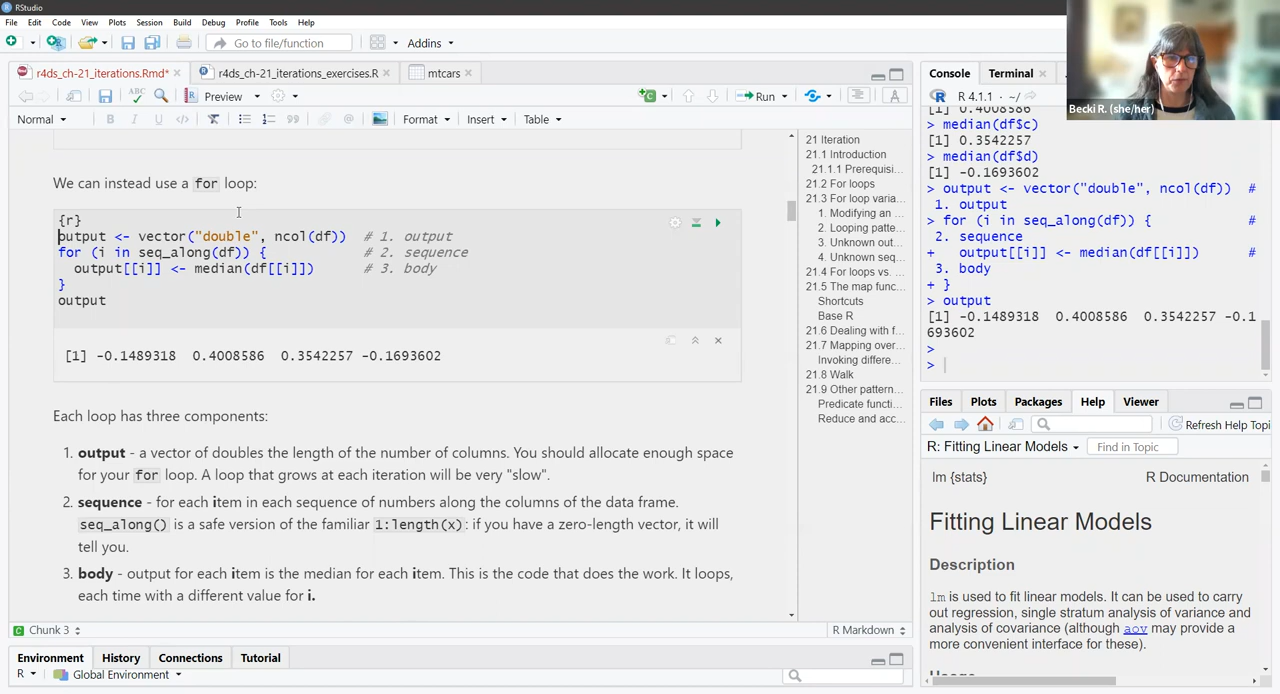 RStudio
File Edit Code View Plots Session Build Debug Profile Tools Help
Go to file/function Addins
r4ds_ch-21_iterations.Rmd* r4ds_ch-21_iterations_exercises.R mtcars
ABC Preview Run
Normal B I U </> Format Insert Table
We can instead use a for loop:
{r}
output <- vector("double", ncol(df)) # 1. output
for (i in seq_along(df)) { # 2. sequence
output[[i]] <- median(df[[i]]) # 3. body
}
output
[1] -0.1489318 0.4008586 0.3542257 -0.1693602
Each loop has three components:
1. output - a vector of doubles the length of the number of columns. You should allocate enough space
for your for loop. A loop that grows at each iteration will be very "slow".
2. sequence - for each item in each sequence of numbers along the columns of the data frame.
seq_along() is a safe version of the familiar 1:length(x): if you have a zero-length vector, it will
tell you.
3. body - output for each item is the median for each item. This is the code that does the work. It loops,
each time with a different value for i.
Chunk 3 R Markdown
21 Iteration
21.1 Introduction
21.1.1 Prerequisi...
21.2 For loops
21.3 For loop varia...
1. Modifying an ...
2. Looping patte...
3. Unknown out...
4. Unknown seq...
21.4 For loops vs. ...
21.5 The map func...
Shortcuts
Base R
21.6 Dealing with f...
21.7 Mapping over...
Invoking differe...
21.8 Walk
21.9 Other pattern...
Predicate functi...
Reduce and acc...
Environment History Connections Tutorial
R Global Environment
Console Terminal
R 4.1.1 · ~/
[1] 0.4008586
> median(df$c)
[1] 0.3542257
> median(df$d)
[1] -0.1693602
> output <- vector("double", ncol(df)) #
1. output
> for (i in seq_along(df)) { #
2. sequence
+ output[[i]] <- median(df[[i]]) #
3. body
+ }
> output
[1] -0.1489318 0.4008586 0.3542257 -0.1
693602
>
>
Becki R. (she/her)
Files Plots Packages Help Viewer
Refresh Help Topi
R: Fitting Linear Models Find in Topic
lm {stats} R Documentation
Fitting Linear Models
Description
lm is used to fit linear models. It can be used to carry
out regression, single stratum analysis of variance and
analysis of covariance (although aov may provide a
more convenient interface for these).